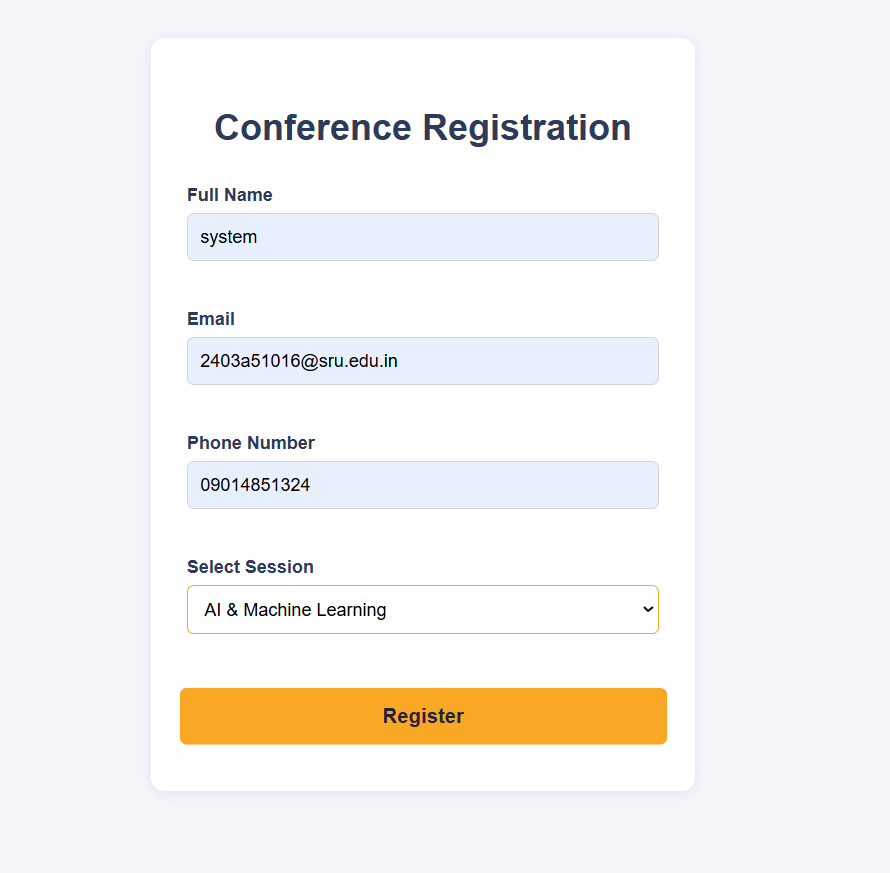 Conference Registration
Full Name
system
Email
2403a51016@sru.edu.in
Phone Number
09014851324
Select Session
AI & Machine Learning
Register